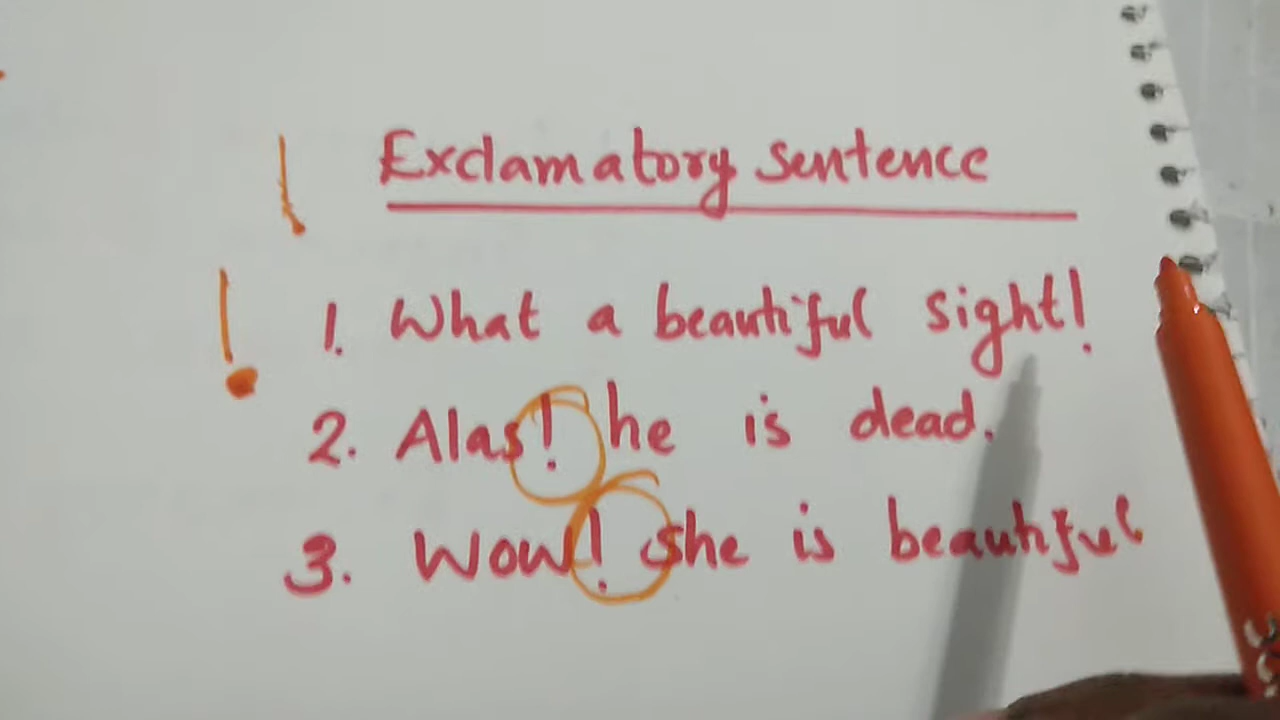 ! Exclamatory sentence
! 1. What a beautiful sight!
2. Alas! he is dead.
3. Wow! she is beautiful